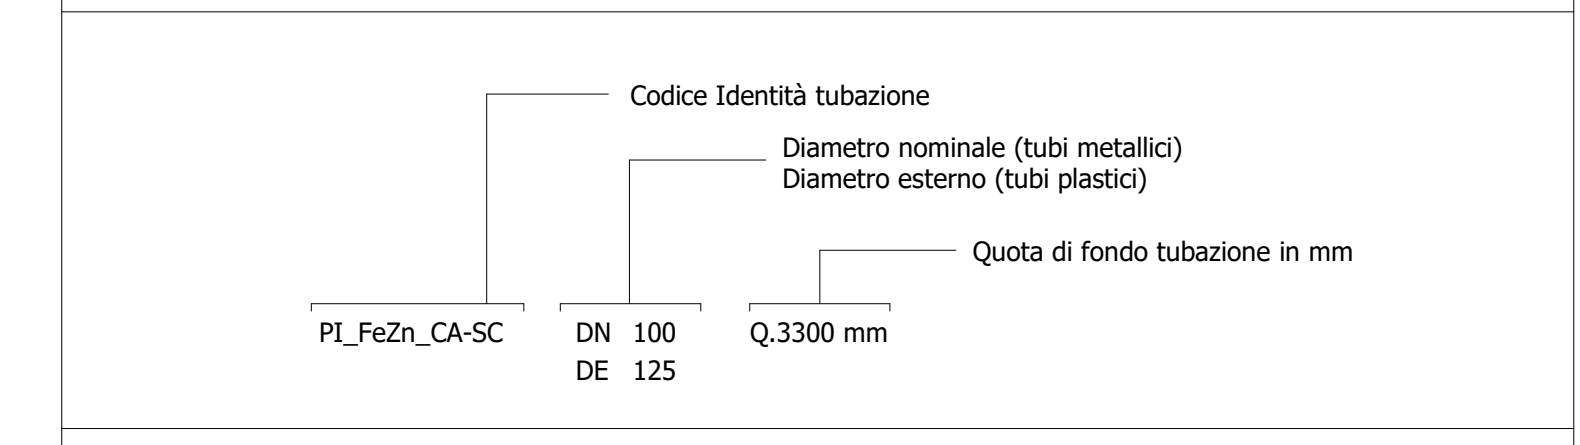 Codice Identità tubazione
Diametro nominale (tubi metallici)
Diametro esterno (tubi plastici)
Quota di fondo tubazione in mm
PI_FeZn_CA-SC DN 100 Q.3300 mm
DE 125